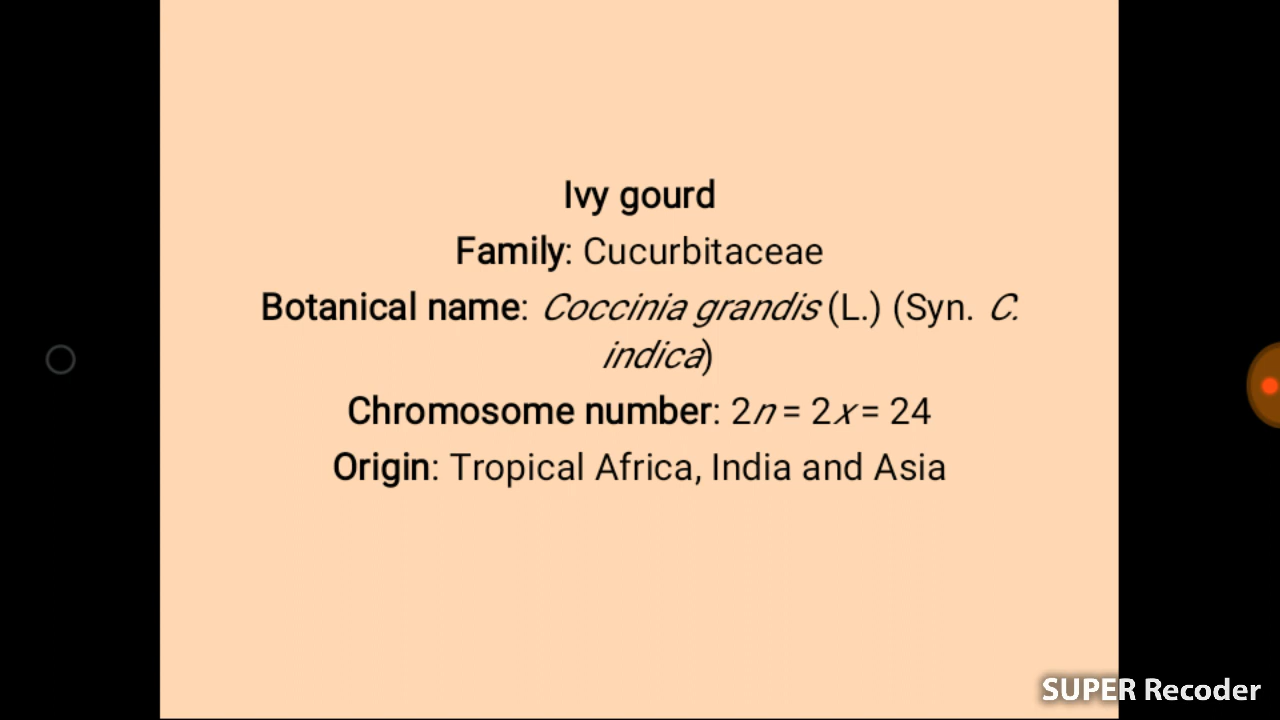 Ivy gourd
Family: Cucurbitaceae
Botanical name: Coccinia grandis (L.) (Syn. C.
indica)
Chromosome number: 2n = 2x = 24
Origin: Tropical Africa, India and Asia
SUPER Recoder